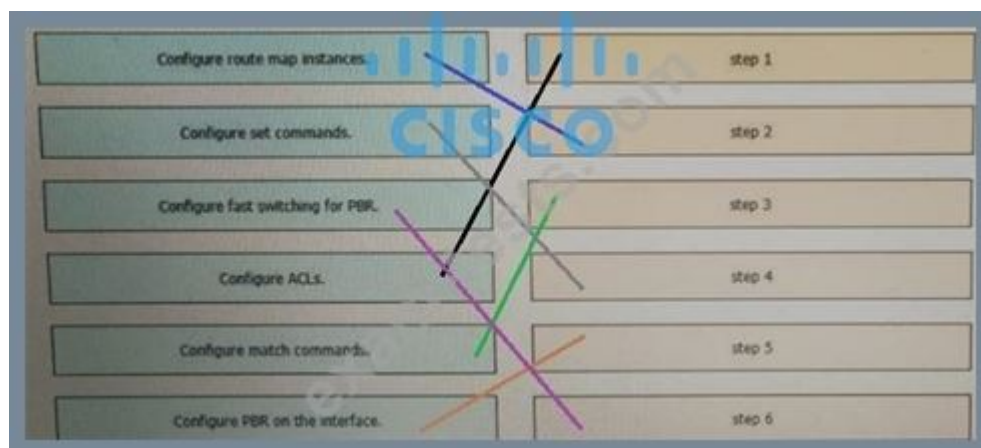 Configure route map instances.
step 1
CISCO
Configure set commands.
step 2
Configure fast switching for PBR.
step 3
Configure ACLs.
step 4
Configure match commands.
step 5
Configure PBR on the interface.
step 6